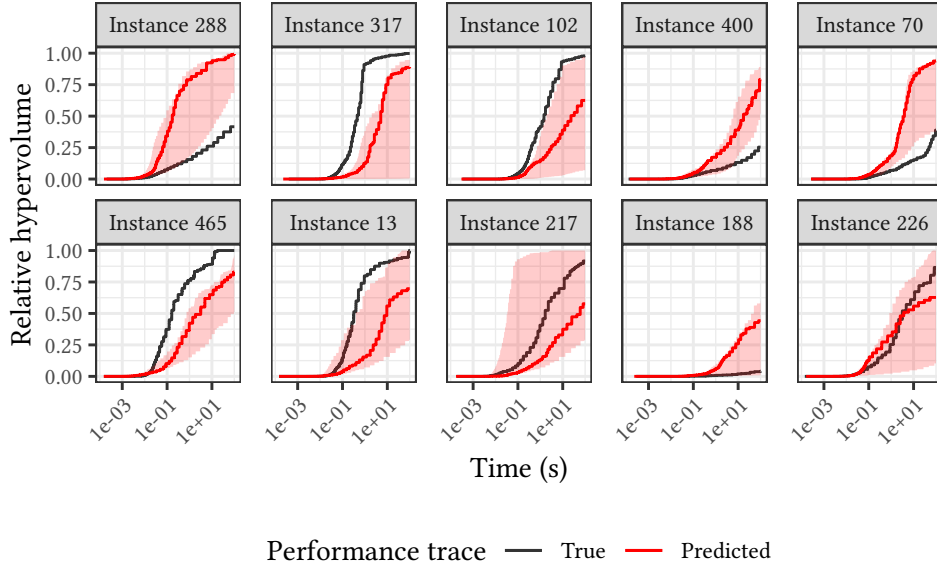 Instance 288 Instance 317 Instance 102 Instance 400 Instance 70
1.00
0.75
0.50
0.25
0.00
Instance 465 Instance 13 Instance 217 Instance 188 Instance 226
1.00
0.75
0.50
0.25
0.00
Relative hypervolume
1e-03 1e-01 1e+01 1e-03 1e-01 1e+01 1e-03 1e-01 1e+01 1e-03 1e-01 1e+01 1e-03 1e-01 1e+01
Time (s)
Performance trace True Predicted